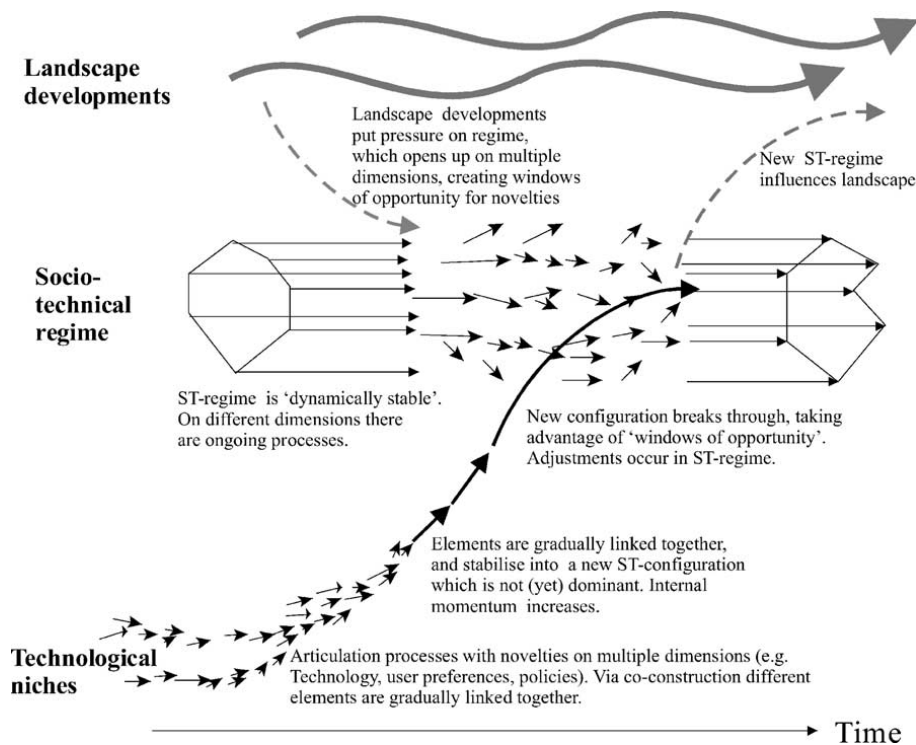 Landscape
developments
Landscape developments
put pressure on regime,
which opens up on multiple
dimensions, creating windows
of opportunity for novelties
New ST-regime
influences landscape
Socio-
technical
regime
ST-regime is ‘dynamically stable’.
On different dimensions there
are ongoing processes.
New configuration breaks through, taking
advantage of ‘windows of opportunity’.
Adjustments occur in ST-regime.
Elements are gradually linked together,
and stabilise into a new ST-configuration
which is not (yet) dominant. Internal
momentum increases.
Technological
niches
Articulation processes with novelties on multiple dimensions (e.g.
Technology, user preferences, policies). Via co-construction different
elements are gradually linked together.
Time